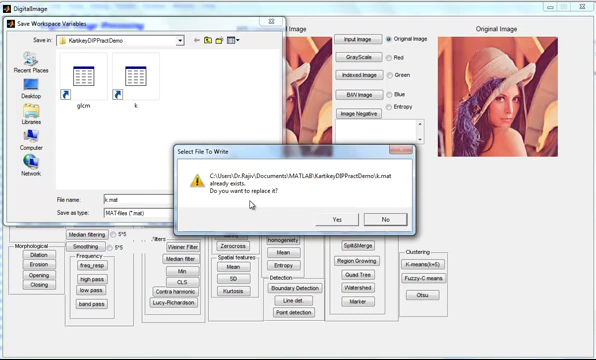 DigitalImage
Save Workspace Variables
Save in:
KartikeyDIPPractDemo
Recent Places
Desktop
Libraries
Computer
Network
glcm
k
File name:
k.mat
Save as type:
MAT-files (*.mat)
Select File To Write
C:\Users\Dr.Rajiv\Documents\MATLAB\KartikeyDIPPractDemo\k.mat
already exists.
Do you want to replace it?
Yes
No
Image
Original Image
Input Image
GrayScale
Indexed Image
B/W Image
Image Negative
Original Image
Red
Green
Blue
Entropy
Morphological
Dilation
Erosion
Opening
Closing
Median filtering
5*5
Smoothing
5*5
Frequency
freq_resp
high pass
low pass
band pass
.filters
Wiener Filter
Median filter
Min
CLS
Contra harmonic
Lucy-Richardson.
Zerocross
Spatial features
Mean
SD
Kurtosis
homogeneity
Mean
Entropy
Detection
Boundary Detection
Line det.
Point detection
Split&Merge
Region Growing
Quad Tree
Watershed
Marker
Clustering
K-means(k=5)
Fuzzy-C means
Otsu